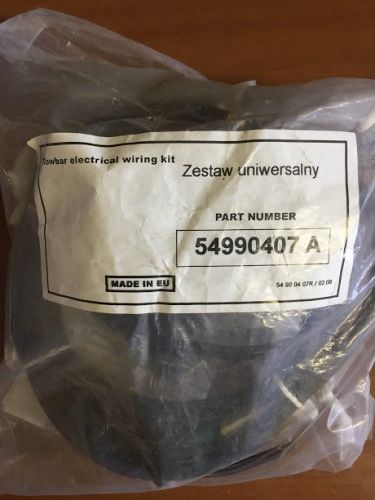 Towbar electrical wiring kit
Zestaw uniwersalny
PART NUMBER
54990407 A
MADE IN EU
54 99 04 07R / 02 08